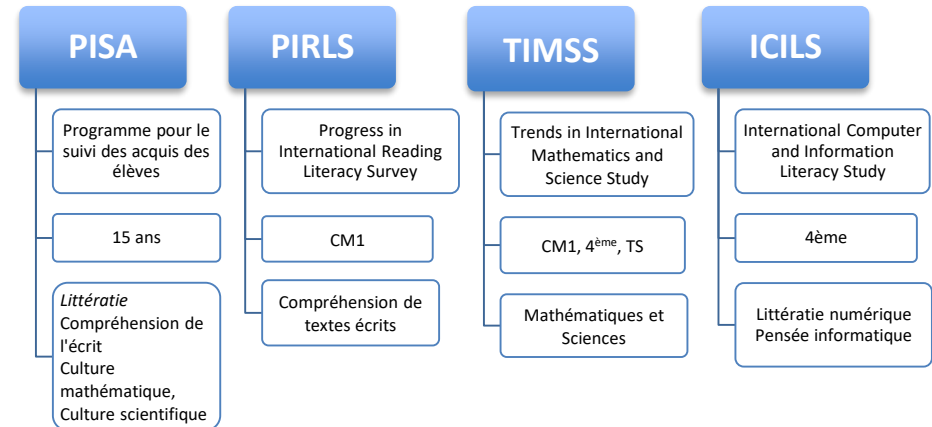 PISA
Programme pour le
suivi des acquis des
élèves
15 ans
Littératie
Compréhension de
l'écrit
Culture
mathématique,
Culture scientifique
PIRLS
Progress in
International Reading
Literacy Survey
CM1
Compréhension de
textes écrits
TIMSS
Trends in International
Mathematics and
Science Study
CM1, 4ème, TS
Mathématiques et
Sciences
ICILS
International Computer
and Information
Literacy Study
4ème
Littératie numérique
Pensée informatique